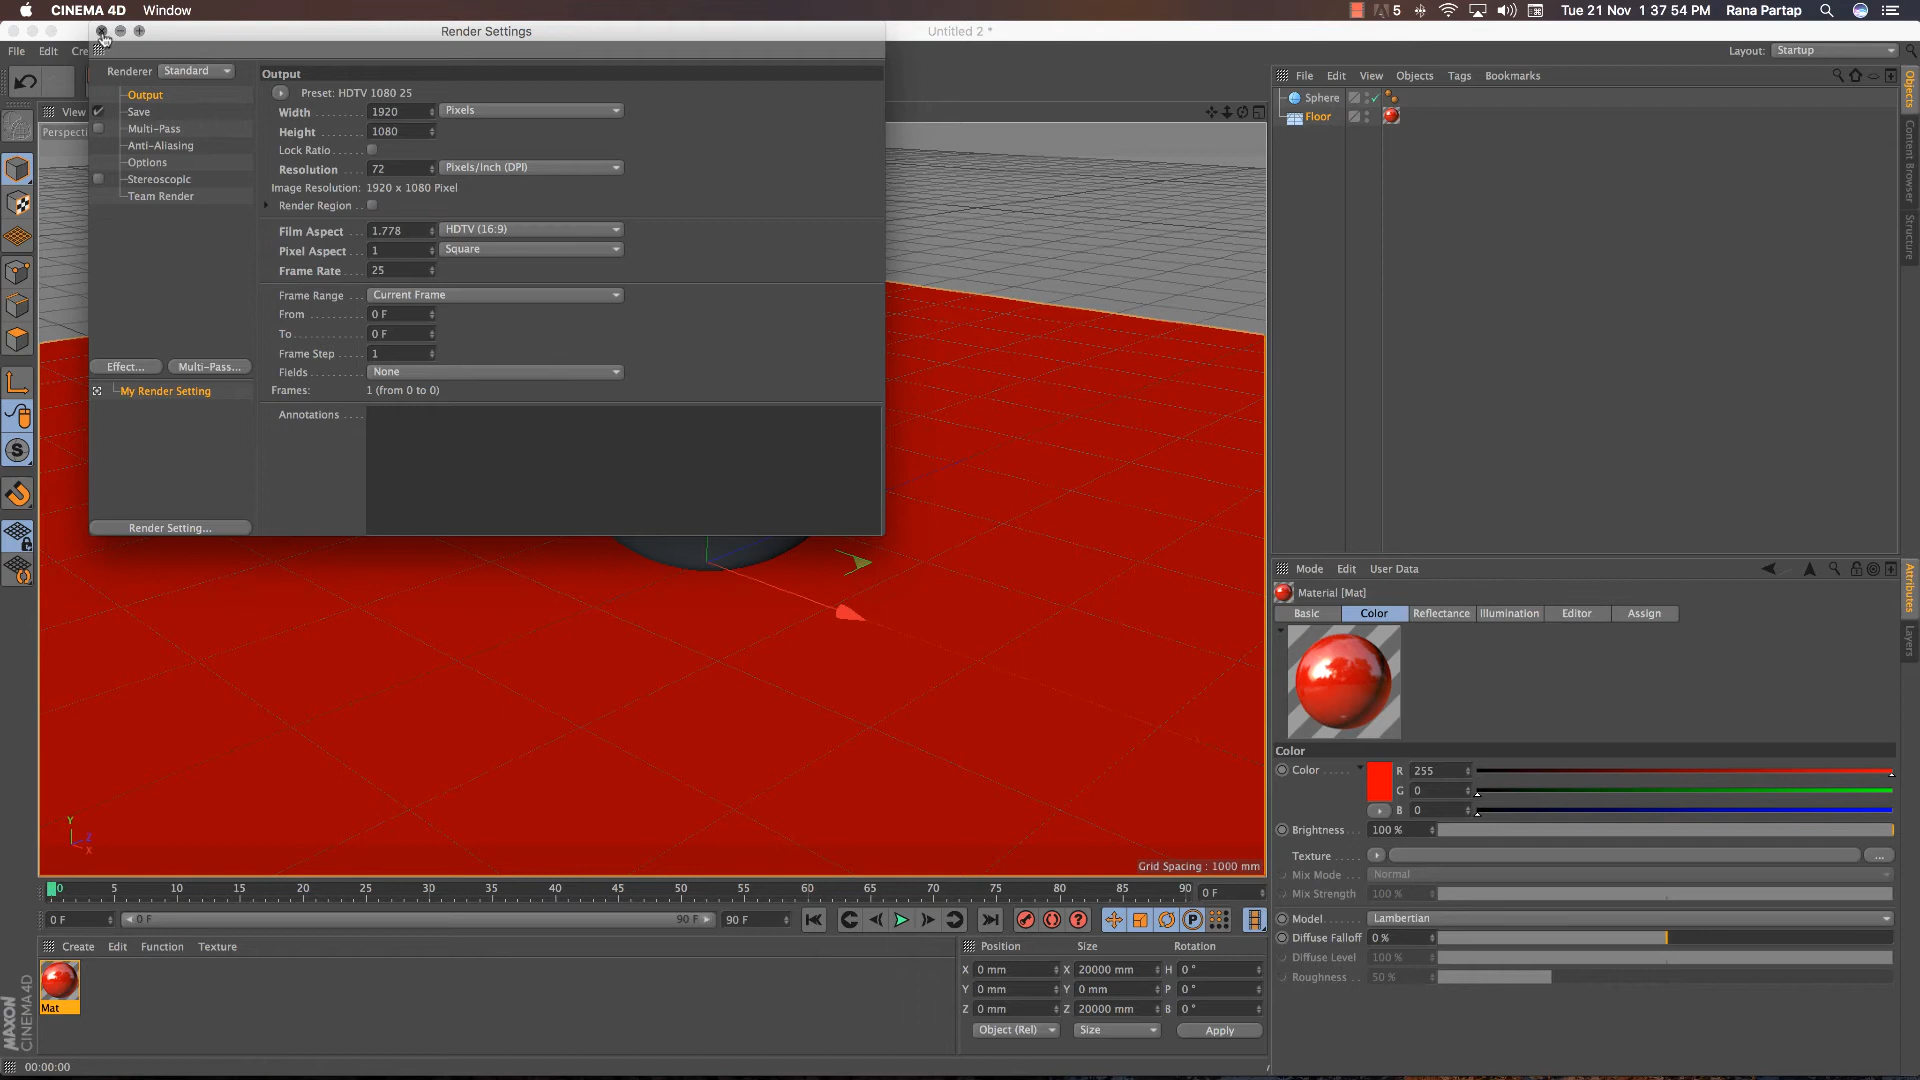 CINEMA 4D Window
5 Tue 21 Nov 1 37:54 PM Rana Partap
Render Settings
Untitled 2 *
File Edit Cre
Layout: Startup
Renderer Standard
Output
Save
Multi-Pass
Anti-Aliasing
Options
Stereoscopic
Team Render
Effect... Multi-Pass...
My Render Setting
Render Setting...
Output
Preset: HDTV 1080 25
Width 1920 Pixels
Height 1080
Lock Ratio
Resolution 72 Pixels/Inch (DPI)
Image Resolution: 1920 x 1080 Pixel
Render Region
Film Aspect 1.778 HDTV (16:9)
Pixel Aspect 1 Square
Frame Rate 25
Frame Range Current Frame
From 0 F
To 0 F
Frame Step 1
Fields None
Frames: 1 (from 0 to 0)
Annotations
View
Perspecti
File Edit View Objects Tags Bookmarks
Sphere
Floor
Objects
Content Browser
Structure
Mode Edit User Data
Material [Mat]
Basic Color Reflectance Illumination Editor Assign
Color
Color R 255
G 0
B 0
Brightness 100 %
Texture ...
Mix Mode Normal
Mix Strength 100 %
Model Lambertian
Diffuse Falloff 0 %
Diffuse Level 100 %
Roughness 50 %
Attributes
Layers
Y
Z
X
Grid Spacing : 1000 mm
0 5 10 15 20 25 30 35 40 45 50 55 60 65 70 75 80 85 90 0 F
0 F 0 F 90 F 90 F
Create Edit Function Texture
Mat
Position Size Rotation
X 0 mm X 20000 mm H 0 °
Y 0 mm Y 0 mm P 0 °
Z 0 mm Z 20000 mm B 0 °
Object (Rel) Size Apply
MAXON
CINEMA 4D
00:00:00